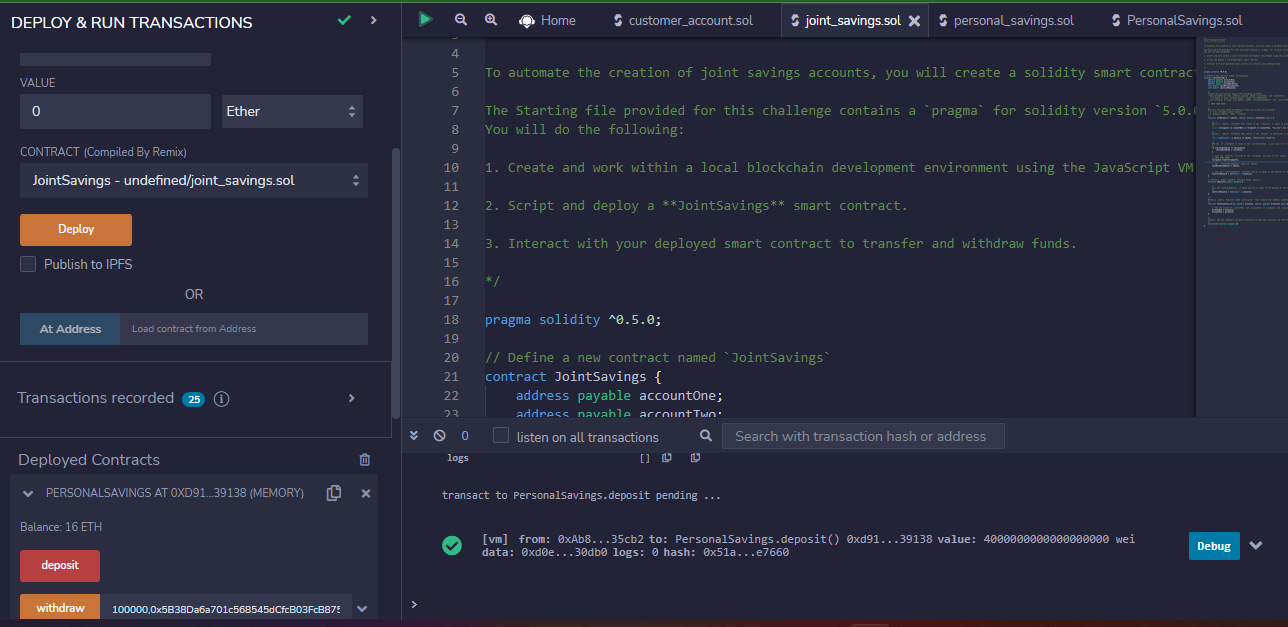 DEPLOY & RUN TRANSACTIONS
VALUE
0
Ether
CONTRACT (Compiled By Remix)
JointSavings - undefined/joint_savings.sol
Deploy
Publish to IPFS
OR
At Address
Load contract from Address
Transactions recorded 25
Deployed Contracts
PERSONALSAVINGS AT 0XD91...39138 (MEMORY)
Balance: 16 ETH
deposit
withdraw
100000,0x5B38Da6a701c568545dCfcB03FcB875
Home
customer_account.sol
joint_savings.sol
personal_savings.sol
PersonalSavings.sol
4
5 To automate the creation of joint savings accounts, you will create a solidity smart contract
6
7 The Starting file provided for this challenge contains a `pragma` for solidity version `5.0.0
8 You will do the following:
9
10 1. Create and work within a local blockchain development environment using the JavaScript VM
11
12 2. Script and deploy a **JointSavings** smart contract.
13
14 3. Interact with your deployed smart contract to transfer and withdraw funds.
15
16 */
17
18 pragma solidity ^0.5.0;
19
20 // Define a new contract named `JointSavings`
21 contract JointSavings {
22 address payable accountOne;
23 address payable accountTwo;
0
listen on all transactions
Search with transaction hash or address
logs []
transact to PersonalSavings.deposit pending ...
[vm] from: 0xAb8...35cb2 to: PersonalSavings.deposit() 0xd91...39138 value: 4000000000000000000 wei
data: 0xd0e...30db0 logs: 0 hash: 0x51a...e7660
Debug
>